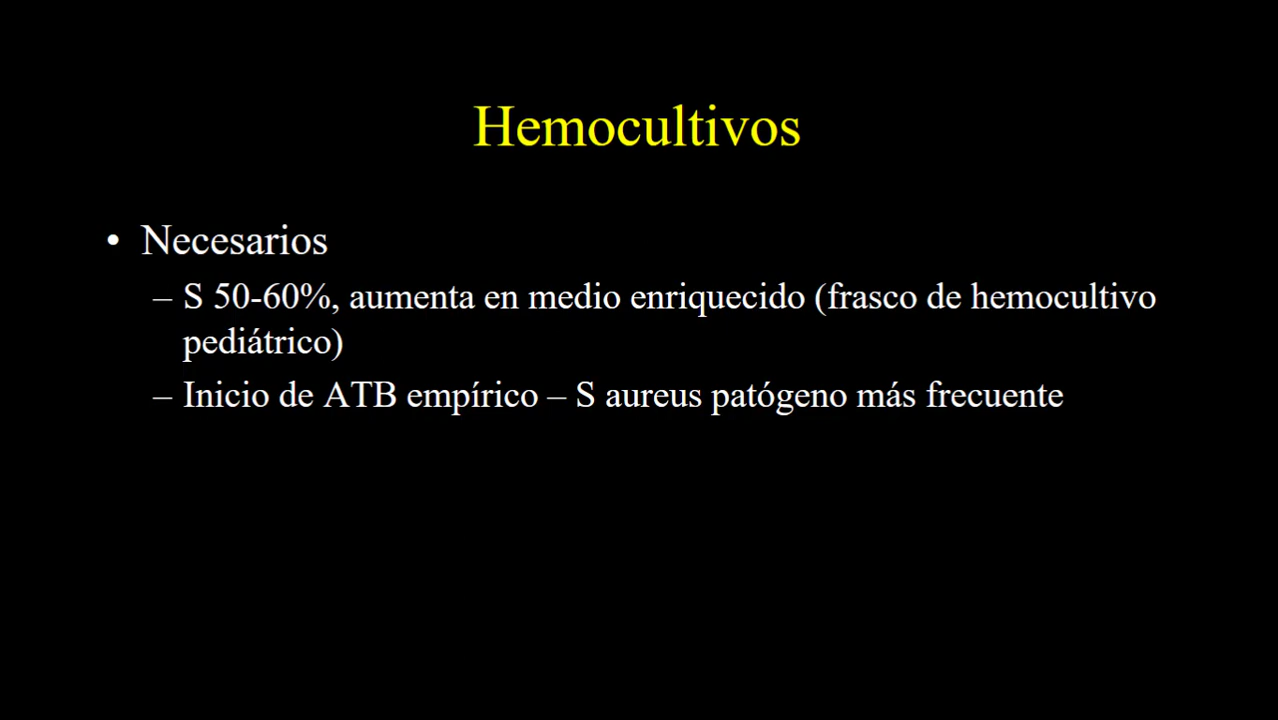 Hemocultivos
• Necesarios
– S 50-60%, aumenta en medio enriquecido (frasco de hemocultivo
pediátrico)
– Inicio de ATB empírico – S aureus patógeno más frecuente